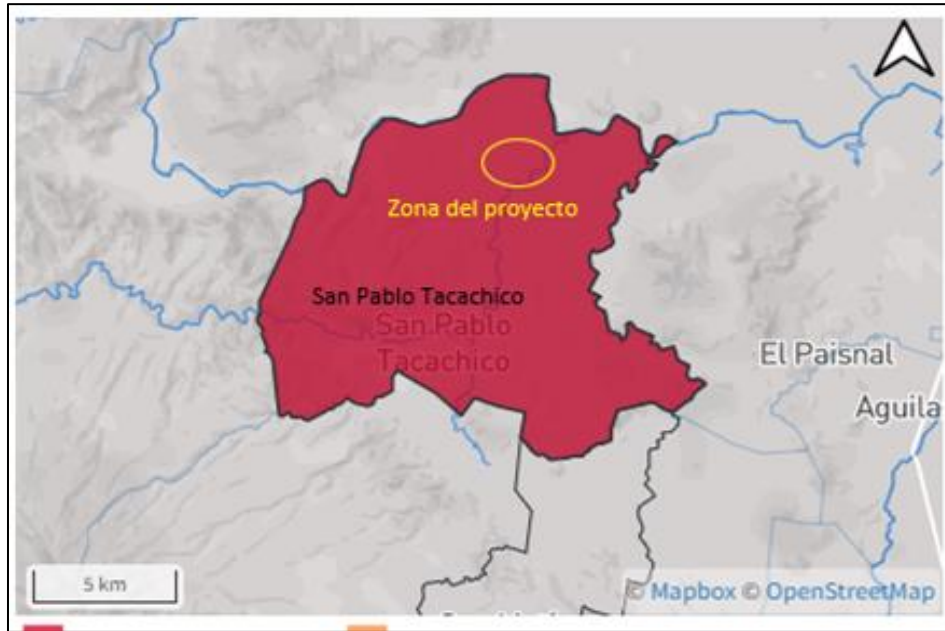 Zona del proyecto
San Pablo Tacachico
San Pablo
Tacachico
El Paisnal
Aguila
5 km
© Mapbox © OpenStreetMap